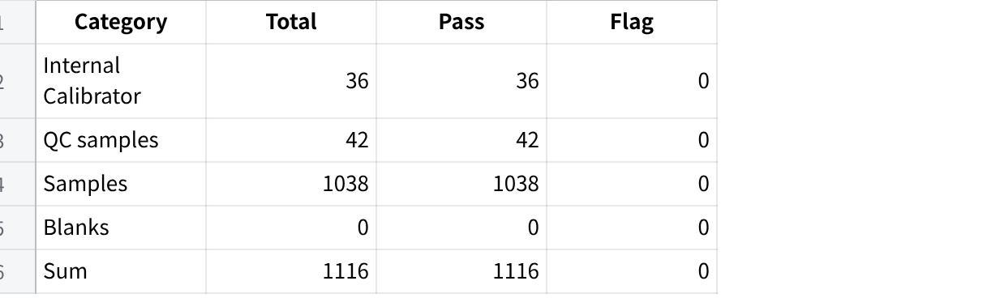 1 Category Total Pass Flag
2 Internal Calibrator 36 36 0
3 QC samples 42 42 0
4 Samples 1038 1038 0
5 Blanks 0 0 0
6 Sum 1116 1116 0